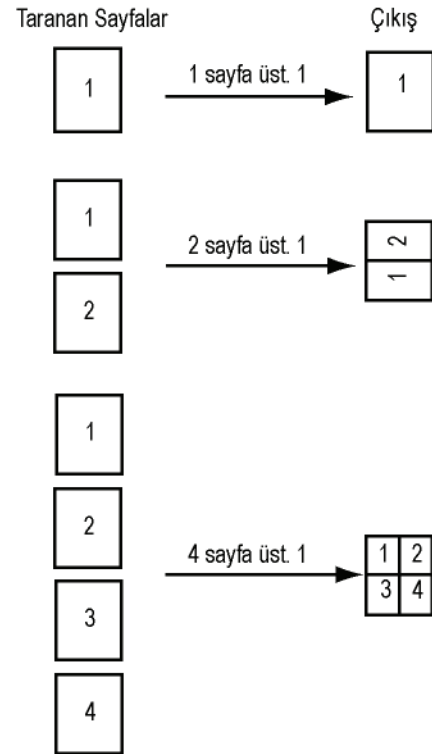 Taranan Sayfalar
Çıkış
1
1 sayfa üst. 1
1
1
2
2 sayfa üst. 1
2
1
1
2
3
4
4 sayfa üst. 1
1 2
3 4